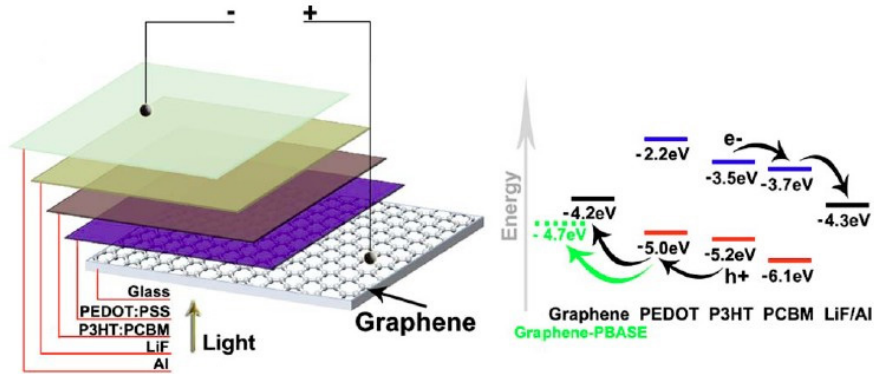 - +
Glass
PEDOT:PSS
P3HT:PCBM
LiF
Al
Light
Graphene
Energy
e-
-2.2eV
-3.5eV
-3.7eV
-4.2eV
-4.3eV
- 4.7eV
-5.0eV
-5.2eV
h+
-6.1eV
Graphene PEDOT P3HT PCBM LiF/Al
Graphene-PBASE